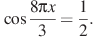 cos 8πx/3 = 1/2.